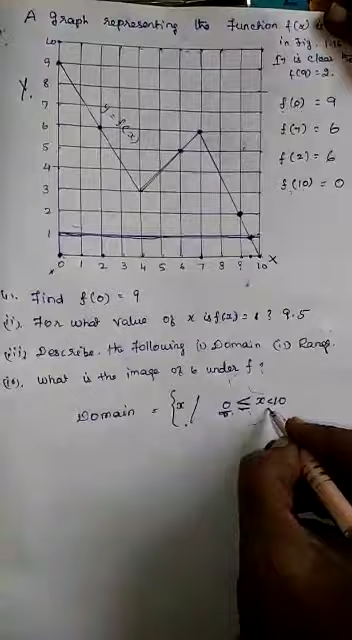 A Graph representing the Function f(x) is
in Fig. 1.16
It is clear
f(9)=2.
Y.
10
9
8
7
6
5
4
3
2
1
y = f(x)
0 1 2 3 4 5 6 7 8 9 10 X
f(0) = 9
f(7) = 6
f(2) = 6
f(10) = 0
Find f(0) = 9
(ii). For what value of x is f(x) = 1 ? 9.5
(iii) Describe. the following (i) Domain (ii) Range.
(iv). What is the image of 6 under f ?
Domain = {x / 0 ≤ x < 10